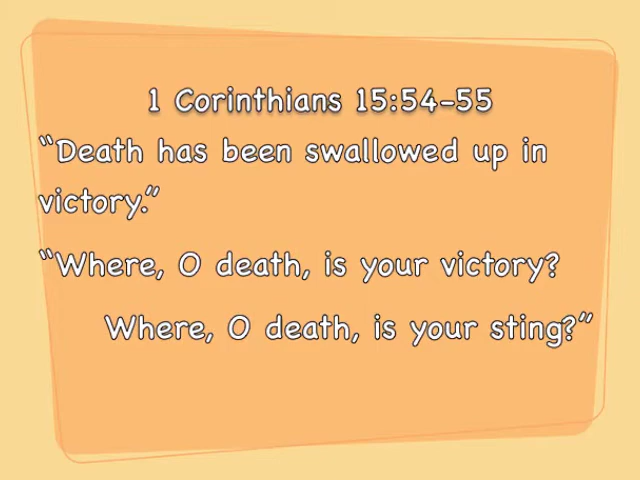 1 Corinthians 15:54-55
“Death has been swallowed up in
victory.”
“Where, O death, is your victory?
Where, O death, is your sting?”